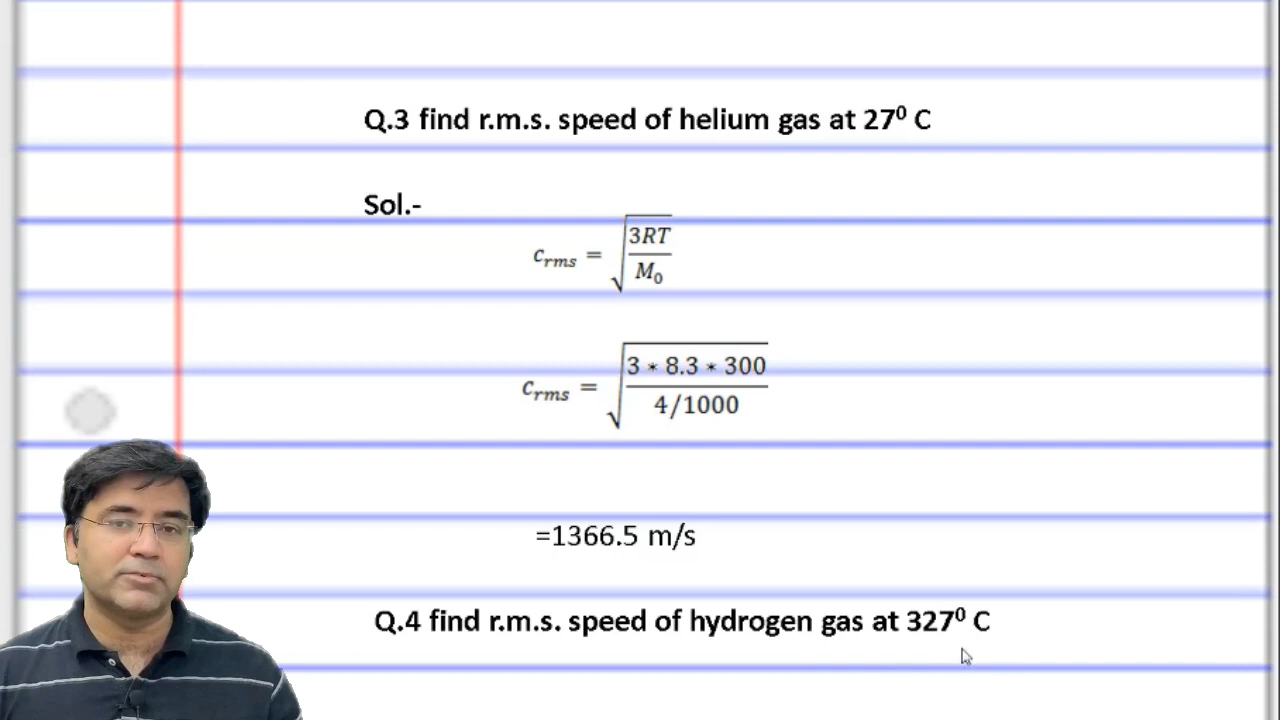 Q.3 find r.m.s. speed of helium gas at 27⁰ C
Sol.-
c_rms = √(3RT / M₀)
c_rms = √(3 * 8.3 * 300 / (4/1000))
=1366.5 m/s
Q.4 find r.m.s. speed of hydrogen gas at 327⁰ C